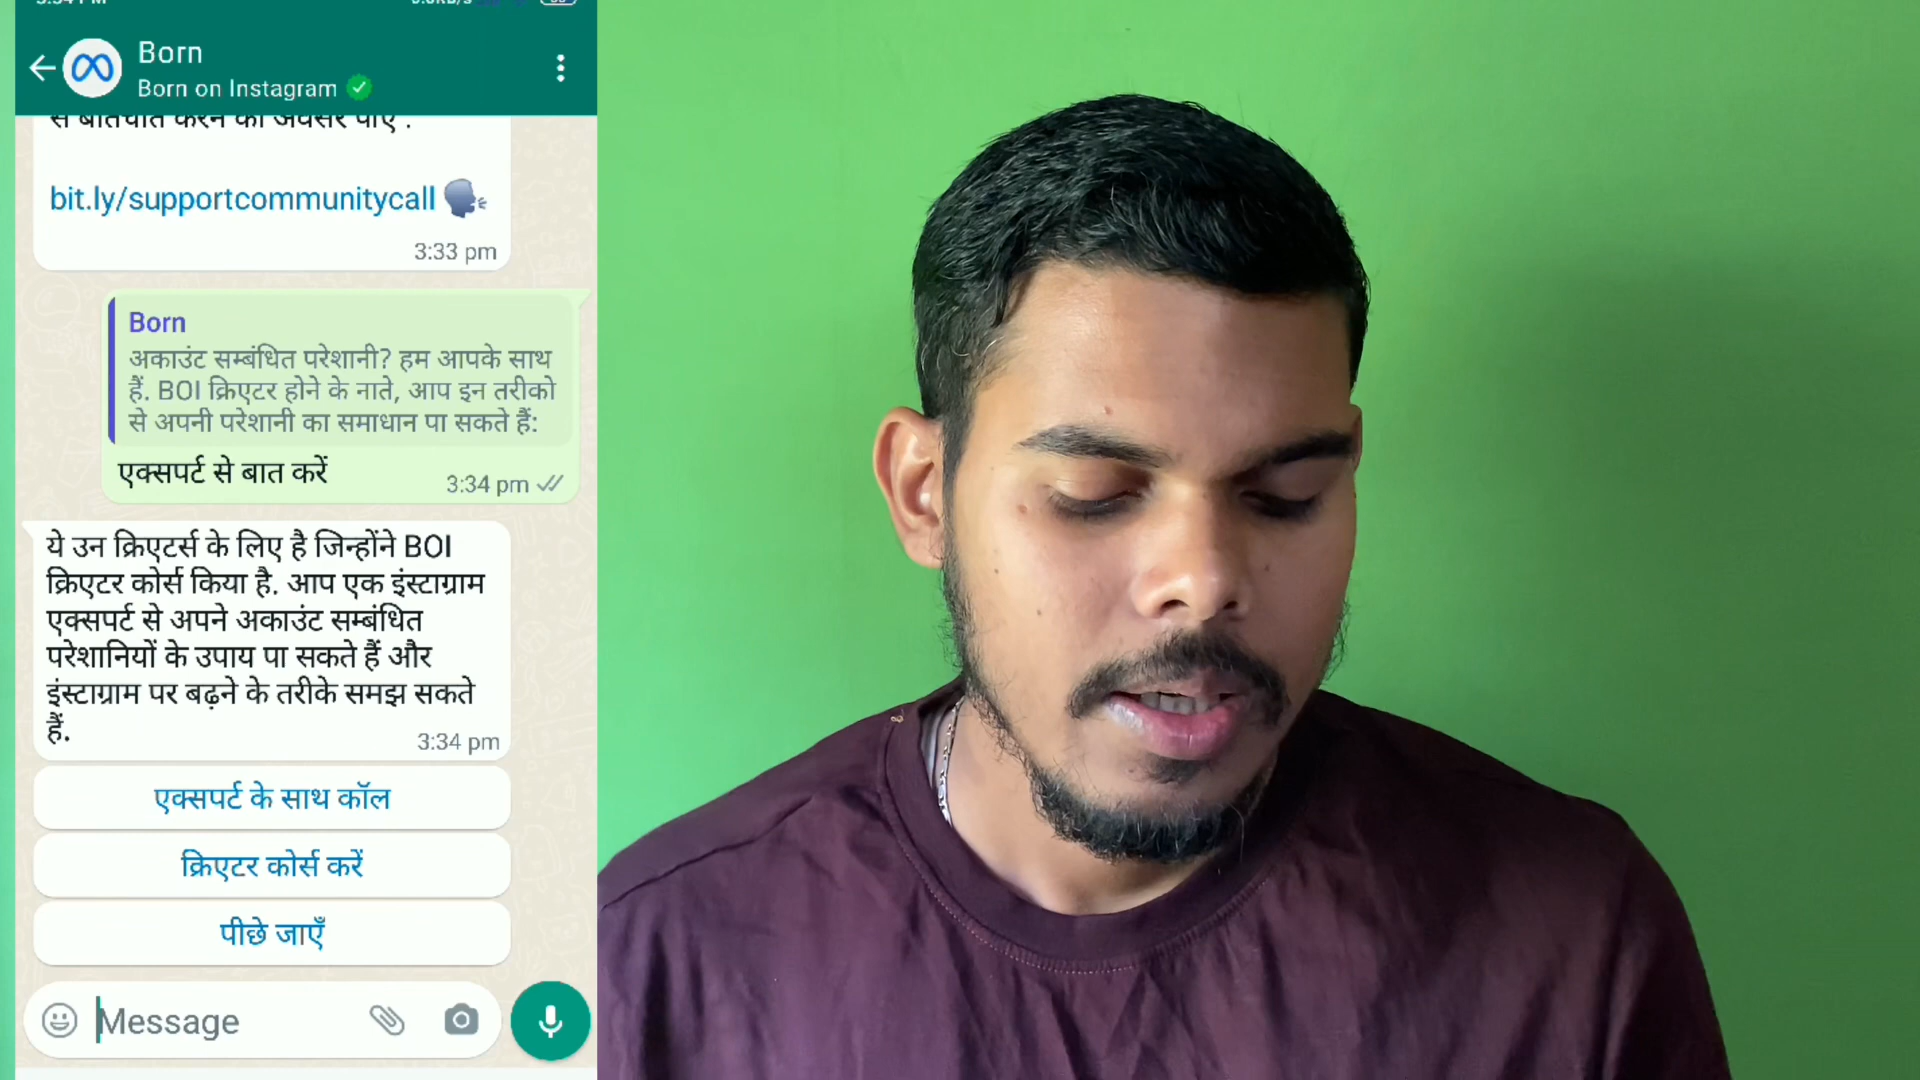 Born
Born on Instagram
bit.ly/supportcommunitycall
3:33 pm
Born
अकाउंट सम्बंधित परेशानी? हम आपके साथ
हैं. BOI क्रिएटर होने के नाते, आप इन तरीको
से अपनी परेशानी का समाधान पा सकते हैं:
एक्सपर्ट से बात करें
3:34 pm
ये उन क्रिएटर्स के लिए है जिन्होंने BOI
क्रिएटर कोर्स किया है. आप एक इंस्टाग्राम
एक्सपर्ट से अपने अकाउंट सम्बंधित
परेशानियों के उपाय पा सकते हैं और
इंस्टाग्राम पर बढ़ने के तरीके समझ सकते
हैं.
3:34 pm
एक्सपर्ट के साथ कॉल
क्रिएटर कोर्स करें
पीछे जाएँ
Message